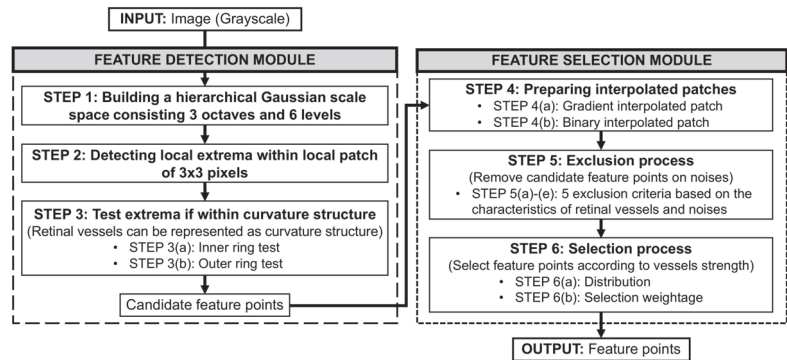 INPUT: Image (Grayscale)
FEATURE DETECTION MODULE
STEP 1: Building a hierarchical Gaussian scale
space consisting 3 octaves and 6 levels
STEP 2: Detecting local extrema within local patch
of 3x3 pixels
STEP 3: Test extrema if within curvature structure
(Retinal vessels can be represented as curvature structure)
• STEP 3(a): Inner ring test
• STEP 3(b): Outer ring test
Candidate feature points
FEATURE SELECTION MODULE
STEP 4: Preparing interpolated patches
• STEP 4(a): Gradient interpolated patch
• STEP 4(b): Binary interpolated patch
STEP 5: Exclusion process
(Remove candidate feature points on noises)
• STEP 5(a)-(e): 5 exclusion criteria based on the
characteristics of retinal vessels and noises
STEP 6: Selection process
(Select feature points according to vessels strength)
• STEP 6(a): Distribution
• STEP 6(b): Selection weightage
OUTPUT: Feature points